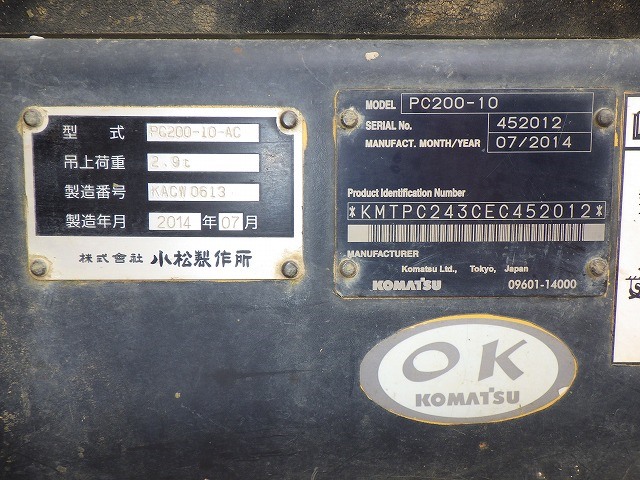 型 式 PC200-10-AC
吊上荷重 2.9t
製造番号 KACW0613
製造年月 2014 年 07 月
株式會社 小松製作所
MODEL PC200-10
SERIAL No. 452012
MANUFACT. MONTH/YEAR 07/2014
Product Identification Number
*KMTPC243CEC452012*
MANUFACTURER
Komatsu Ltd., Tokyo, Japan
KOMATSU 09601-14000
OK
KOMATSU